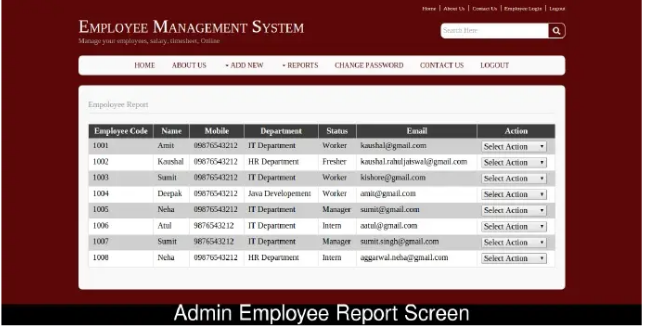 Home | About Us | Contact Us | Employee Login | Logout
EMPLOYEE MANAGEMENT SYSTEM
Manage your employees, salary, timesheet, Online
Search Here
HOME ABOUT US + ADD NEW + REPORTS CHANGE PASSWORD CONTACT US LOGOUT
Empoloyee Report
Employee Code Name Mobile Department Status Email Action
1001 Amit 09876543212 IT Department Worker kaushal@gmail.com Select Action
1002 Kaushal 09876543212 HR Department Fresher kaushal.rahuljaiswal@gmail.com Select Action
1003 Sumit 09876543212 IT Department Worker kishore@gmail.com Select Action
1004 Deepak 09876543212 Java Developement Worker amit@gmail.com Select Action
1005 Neha 09876543212 IT Department Manager sumit@gmail.com Select Action
1006 Atul 9876543212 IT Department Intern aatul@gmail.com Select Action
1007 Sumit 9876543212 IT Department Manager sumit.singh@gmail.com Select Action
1008 Neha 09876543212 HR Department Intern aggarwal.neha@gmail.com Select Action
Admin Employee Report Screen